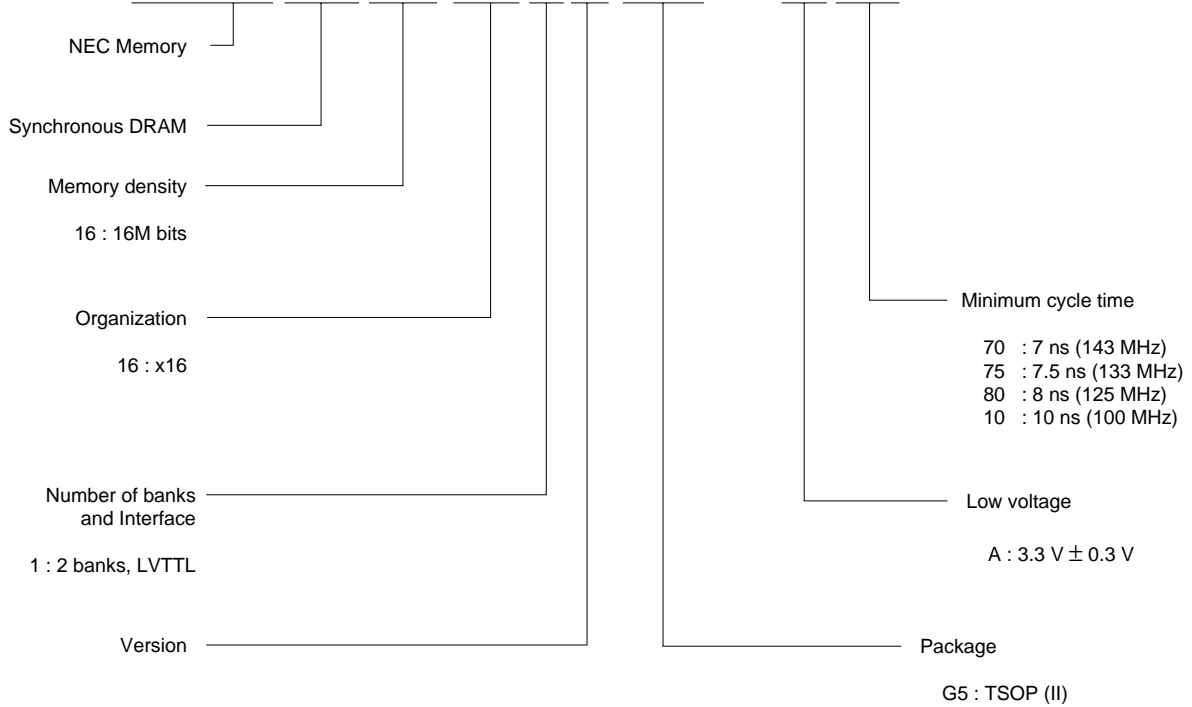 NEC Memory
Synchronous DRAM
Memory density
16 : 16M bits
Organization
16 : x16
Number of banks
and Interface
1 : 2 banks, LVTTL
Version
Minimum cycle time
70 : 7 ns (143 MHz)
75 : 7.5 ns (133 MHz)
80 : 8 ns (125 MHz)
10 : 10 ns (100 MHz)
Low voltage
A : 3.3 V ± 0.3 V
Package
G5 : TSOP (II)